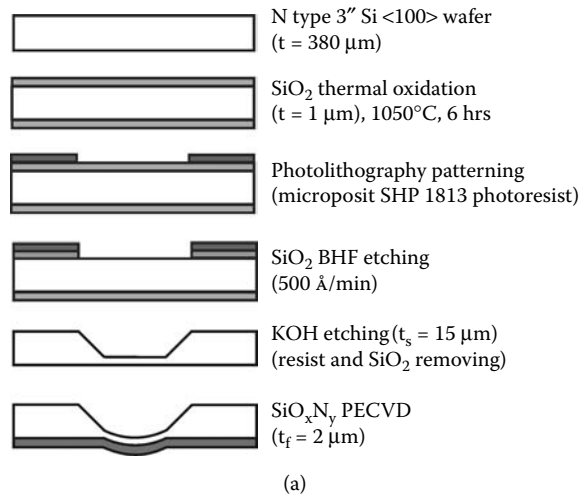 N type 3″ Si <100> wafer
(t = 380 μm)
SiO₂ thermal oxidation
(t = 1 μm), 1050°C, 6 hrs
Photolithography patterning
(microposit SHP 1813 photoresist)
SiO₂ BHF etching
(500 Å/min)
KOH etching (tₛ = 15 μm)
(resist and SiO₂ removing)
SiOₓNᵧ PECVD
(t_f = 2 μm)
(a)